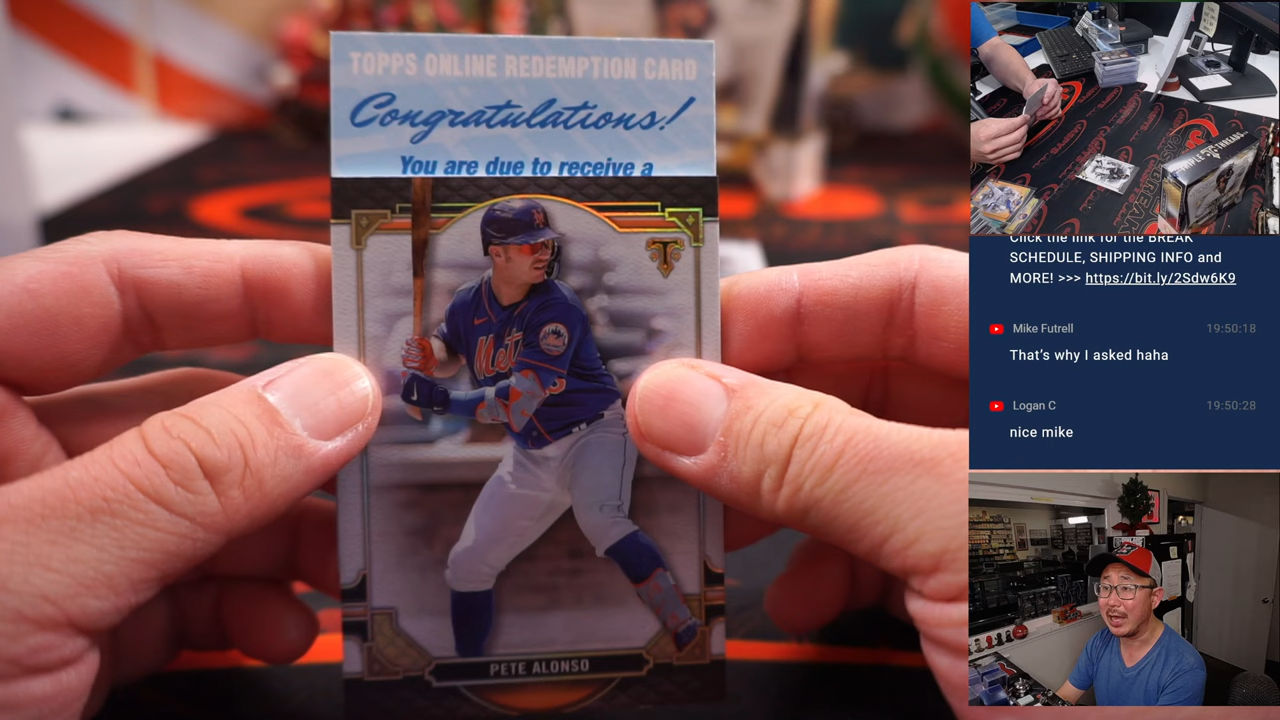 TOPPS ONLINE REDEMPTION CARD
Congratulations!
You are due to receive a
Mets
PETE ALONSO
TRIPLE THREADS
Click the link for the BREAK
SCHEDULE, SHIPPING INFO and
MORE! >>> https://bit.ly/2Sdw6K9
Mike Futrell 19:50:18
That's why I asked haha
Logan C 19:50:28
nice mike